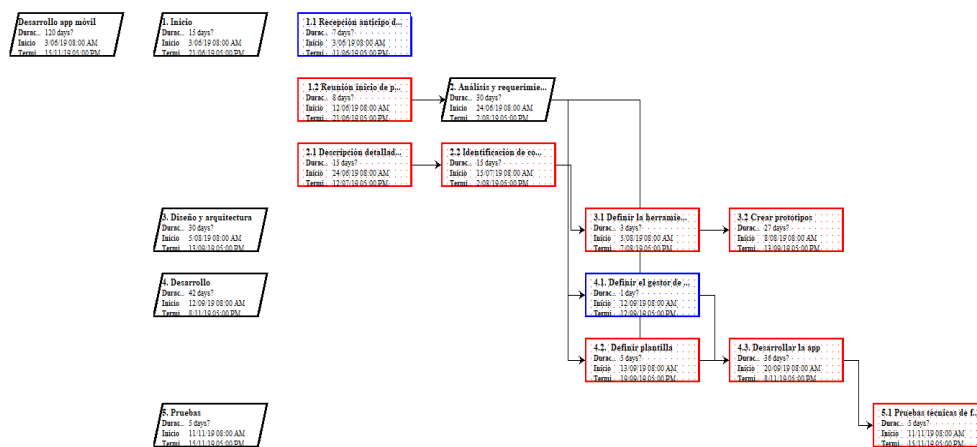 Desarrollo app móvil
Durac.. 120 days?
Inicio 3/06/19 08:00 AM
Termi 15/11/19 05:00 PM
1. Inicio
Durac.. 15 days?
Inicio 3/06/19 08:00 AM
Termi 21/06/19 05:00 PM
1.1 Recepción anticipo d...
Durac.. 7 days?
Inicio 3/06/19 08:00 AM
Termi 11/06/19 05:00 PM
1.2 Reunión inicio de p...
Durac.. 8 days?
Inicio 12/06/19 08:00 AM
Termi 21/06/19 05:00 PM
2. Análisis y requerimie...
Durac.. 30 days?
Inicio 24/06/19 08:00 AM
Termi 2/08/19 05:00 PM
2.1 Descripción detallad...
Durac.. 15 days?
Inicio 24/06/19 08:00 AM
Termi 12/07/19 05:00 PM
2.2 Identificación de co...
Durac.. 15 days?
Inicio 15/07/19 08:00 AM
Termi 2/08/19 05:00 PM
3. Diseño y arquitectura
Durac.. 30 days?
Inicio 5/08/19 08:00 AM
Termi 13/09/19 05:00 PM
3.1 Definir la herramie...
Durac.. 3 days?
Inicio 5/08/19 08:00 AM
Termi 7/08/19 05:00 PM
3.2 Crear prototipos
Durac.. 27 days?
Inicio 8/08/19 08:00 AM
Termi 13/09/19 05:00 PM
4. Desarrollo
Durac.. 42 days?
Inicio 12/09/19 08:00 AM
Termi 8/11/19 05:00 PM
4.1. Definir el gestor de ...
Durac.. 1 day?
Inicio 12/09/19 08:00 AM
Termi 12/09/19 05:00 PM
4.2. Definir plantilla
Durac.. 5 days?
Inicio 13/09/19 08:00 AM
Termi 19/09/19 05:00 PM
4.3. Desarrollar la app
Durac.. 36 days?
Inicio 20/09/19 08:00 AM
Termi 8/11/19 05:00 PM
5. Pruebas
Durac.. 5 days?
Inicio 11/11/19 08:00 AM
Termi 15/11/19 05:00 PM
5.1 Pruebas técnicas de f...
Durac.. 5 days?
Inicio 11/11/19 08:00 AM
Termi 15/11/19 05:00 PM